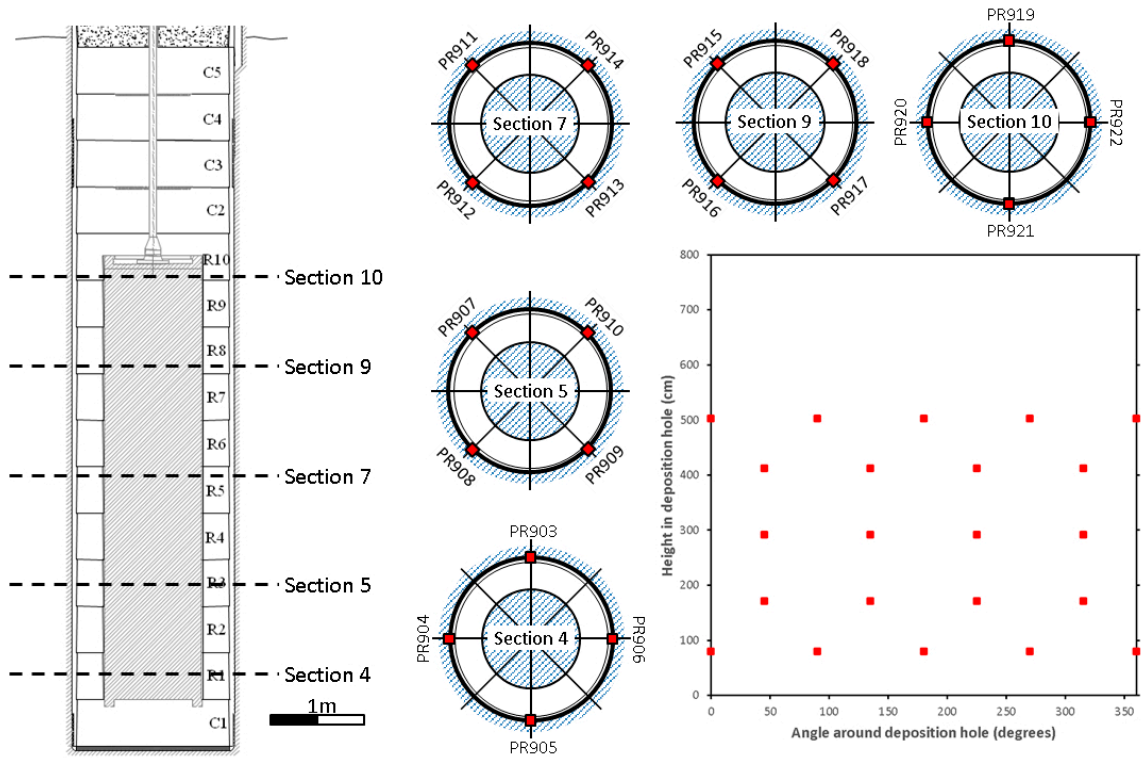 C5
C4
C3
C2
R10
R9
R8
R7
R6
R5
R4
R3
R2
R1
C1
Section 10
Section 9
Section 7
Section 5
Section 4
1m
PR911
PR914
Section 7
PR912
PR913
PR915
PR918
Section 9
PR916
PR917
PR919
PR920
Section 10
PR922
PR921
PR907
PR910
Section 5
PR908
PR909
PR903
PR904
Section 4
PR906
PR905
Height in deposition hole (cm)
800
700
600
500
400
300
200
100
0
0 50 100 150 200 250 300 350
Angle around deposition hole (degrees)